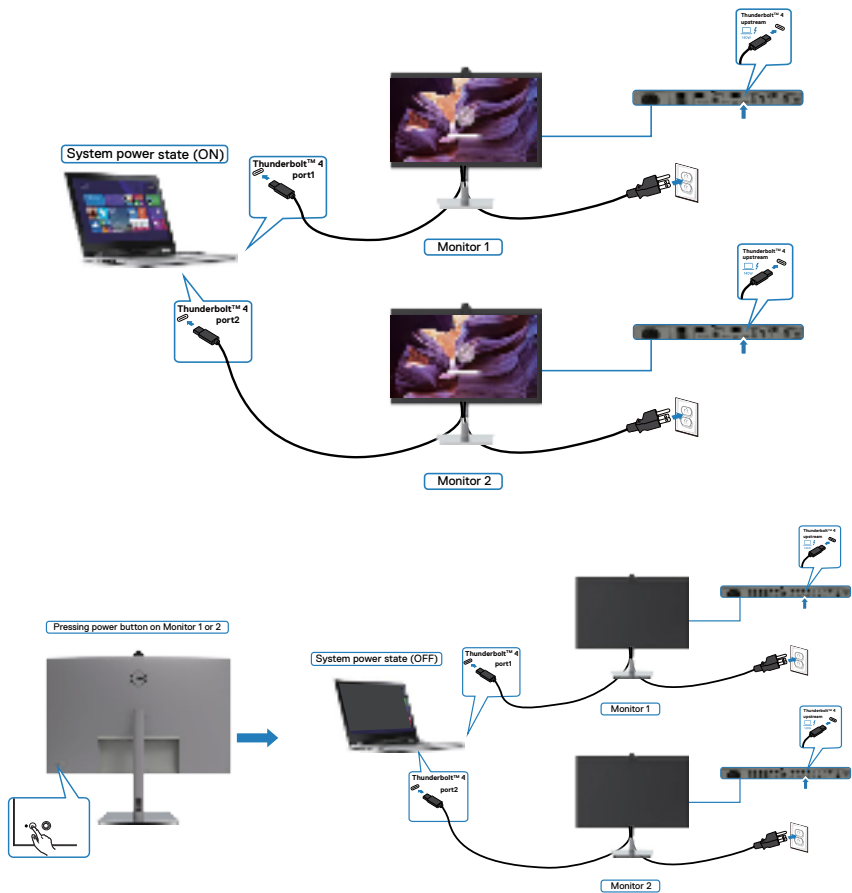 Thunderbolt™ 4
upstream
140W
System power state (ON)
Thunderbolt™ 4
port1
Monitor 1
Thunderbolt™ 4
upstream
140W
Thunderbolt™ 4
port2
Monitor 2
Thunderbolt™ 4
upstream
Pressing power button on Monitor 1 or 2
System power state (OFF)
Thunderbolt™ 4
port1
Monitor 1
Thunderbolt™ 4
upstream
Thunderbolt™ 4
port2
Monitor 2